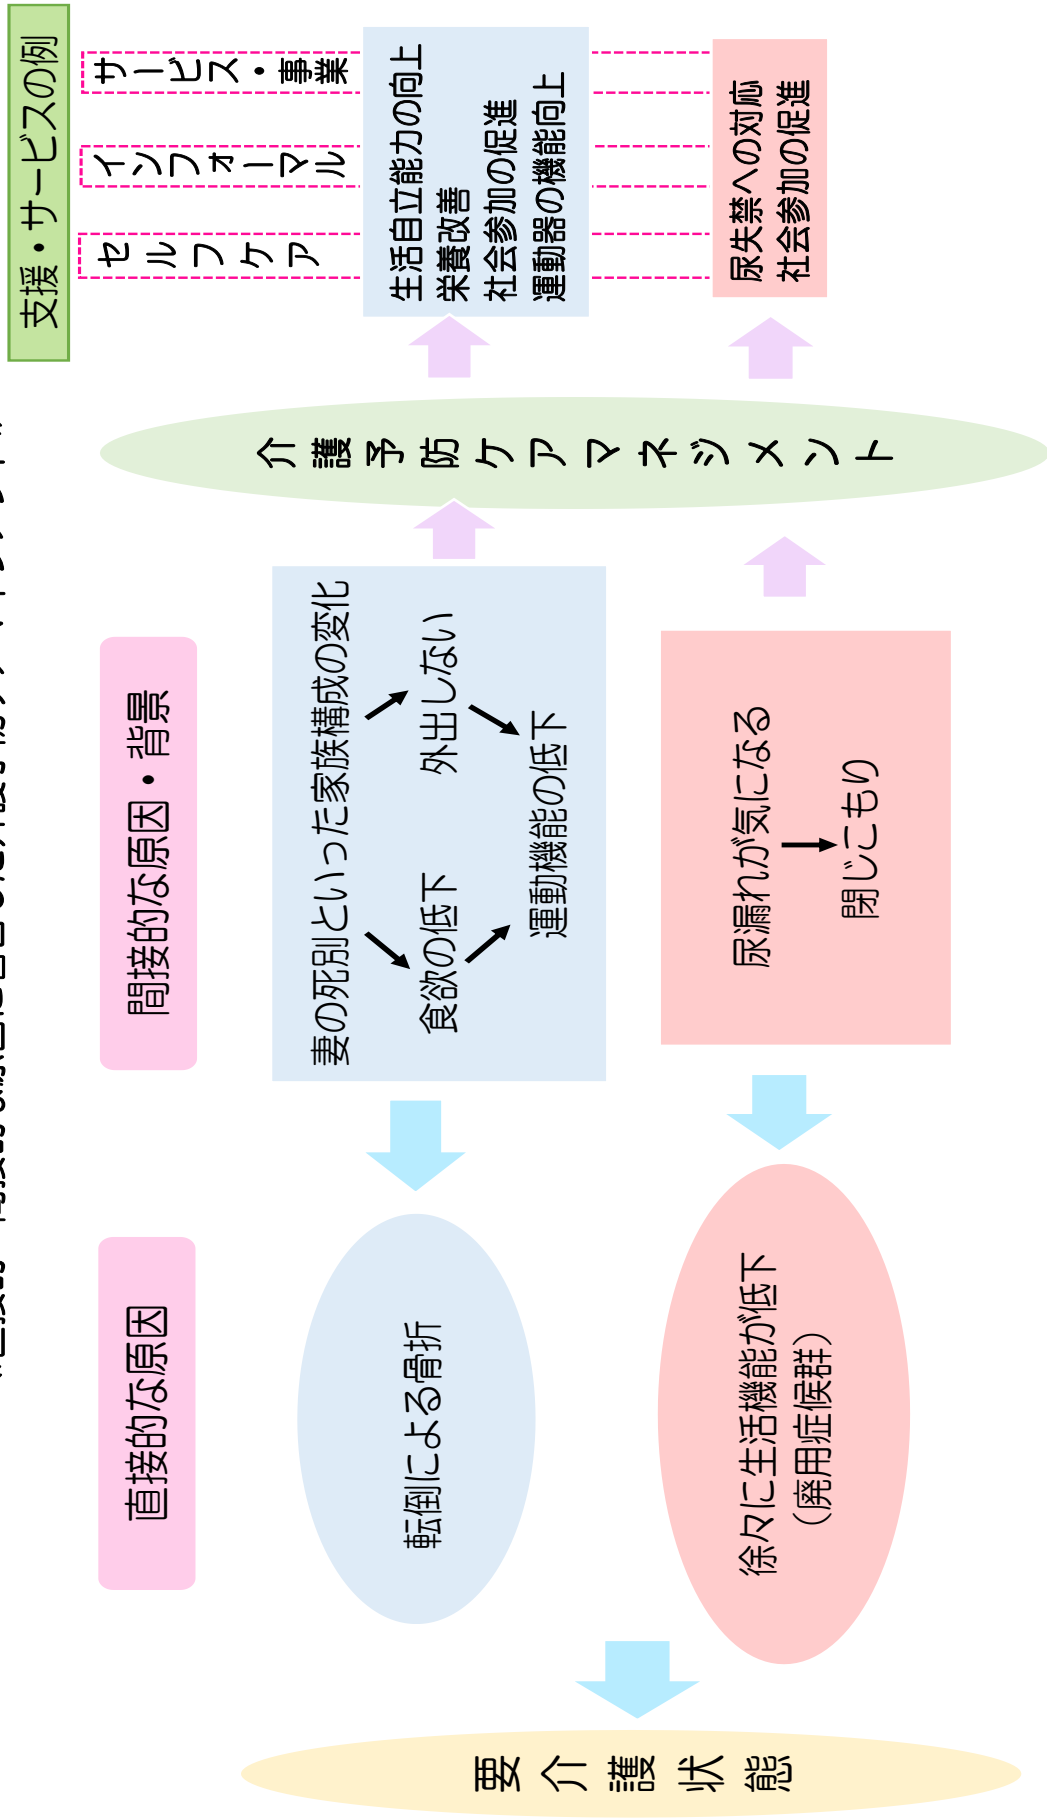 支援・サービスの例
直接的な原因
間接的な原因・背景
セルフケア
インフォーマル
サービス・事業
要介護状態
転倒による骨折
妻の死別といった家族構成の変化
食欲の低下
外出しない
運動機能の低下
介護予防ケアマネジメント
生活自立能力の向上
栄養改善
社会参加の促進
運動器の機能向上
徐々に生活機能が低下
（廃用症候群）
尿漏れが気になる
閉じこもり
尿失禁への対応
社会参加の促進